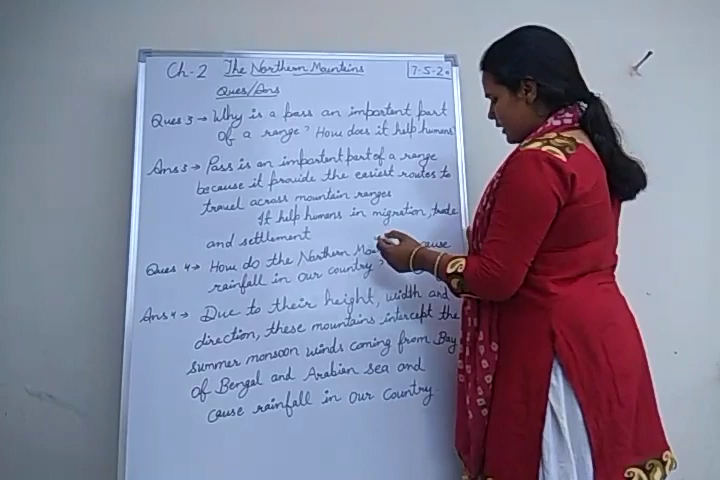 Ch-2 The Northern Mountains 7-5-20
Ques/Ans
Ques 3 → Why is a pass an important part
of a range? How does it help humans
Ans 3 → Pass is an important part of a range
because it provide the easiest routes to
travel across mountain ranges
It help humans in migration, trade
and settlement
Ques 4 → How do the Northern Mou cause
rainfall in our country?
Ans 4 → Due to their height, width and
direction, these mountains intercept the
summer monsoon winds coming from Bay
of Bengal and Arabian sea and
cause rainfall in our country